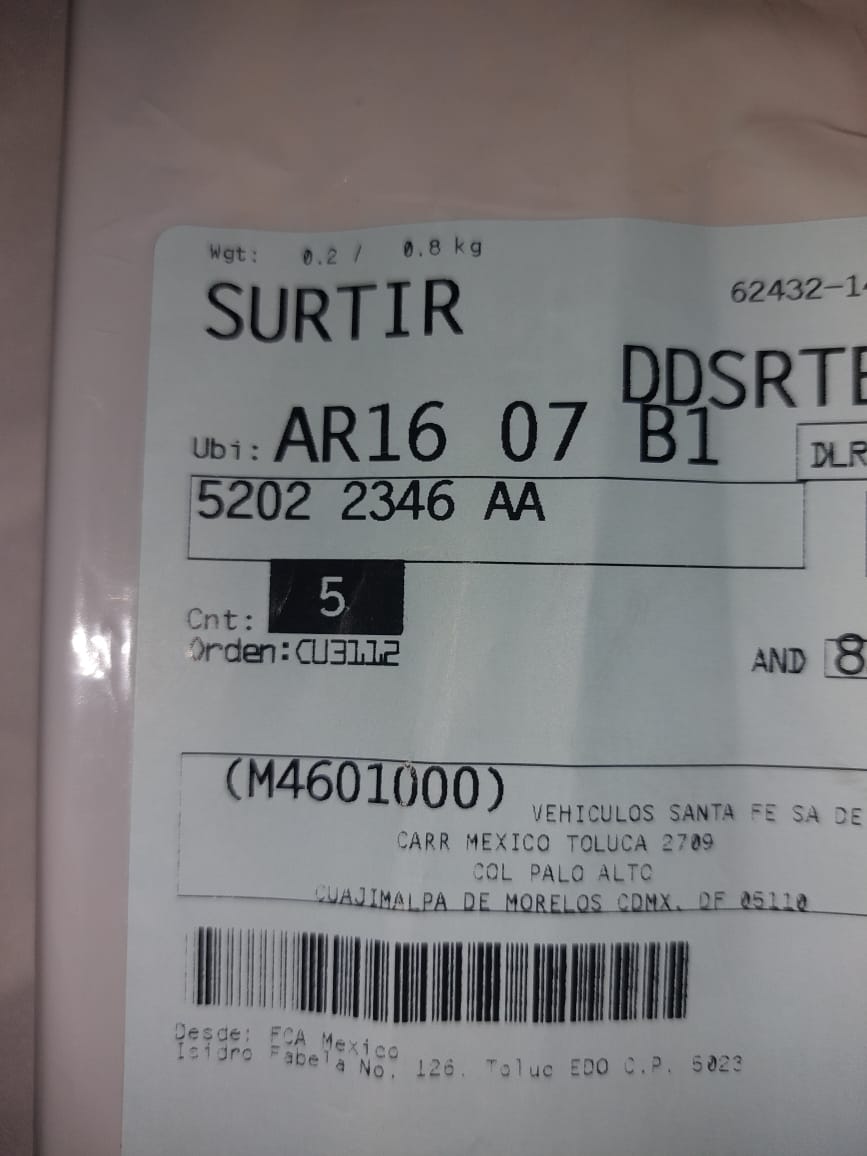 Wgt: 0.2 / 0.8 kg
SURTIR
62432-14
DDSRTE
Ubi: AR16 07 B1
DLR
5202 2346 AA
Cnt: 5
Orden:CU3112
AND 8
(M4601000)
VEHICULOS SANTA FE SA DE
CARR MEXICO TOLUCA 2709
COL PALO ALTO
CUAJIMALPA DE MORELOS CDMX. DF 05110
Desde: FCA Mexico
Isidro Fabela No. 126. Toluc EDO C.P. 5023